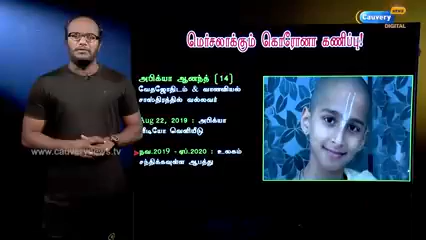 Cauvery
NEWS
DIGITAL
மெர்சலாக்கும் கொரோனா கணிப்பு!
அபிக்யா ஆனந்த் (14)
வேதஜோதிடம் & வானவியல்
சாஸ்திரத்தில் வல்லவர்
Aug 22, 2019 : அபிக்யா
வீடியோ வெளியீடு
நவ.2019 - ஏப்.2020 : உலகம்
சந்திக்கவுள்ள ஆபத்து
www.cauverynews.tv